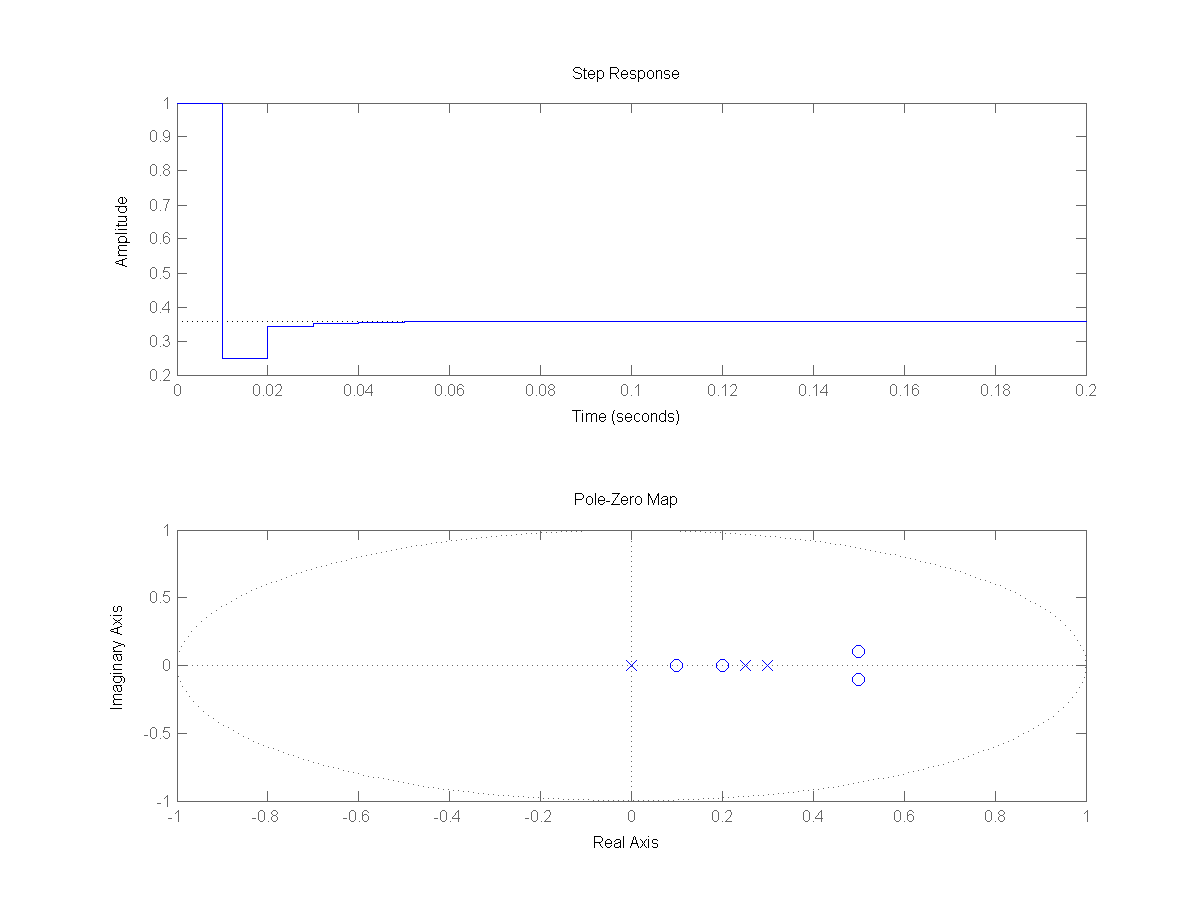 Step Response
1
0.9
0.8
0.7
0.6
0.5
0.4
0.3
0.2
Amplitude
0 0.02 0.04 0.06 0.08 0.1 0.12 0.14 0.16 0.18 0.2
Time (seconds)
Pole-Zero Map
1
0.5
0
-0.5
-1
Imaginary Axis
-1 -0.8 -0.6 -0.4 -0.2 0 0.2 0.4 0.6 0.8 1
Real Axis